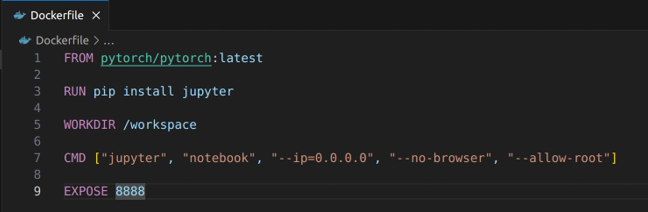 Dockerfile ×
Dockerfile > ...
1 FROM pytorch/pytorch:latest
2
3 RUN pip install jupyter
4
5 WORKDIR /workspace
6
7 CMD ["jupyter", "notebook", "--ip=0.0.0.0", "--no-browser", "--allow-root"]
8
9 EXPOSE 8888